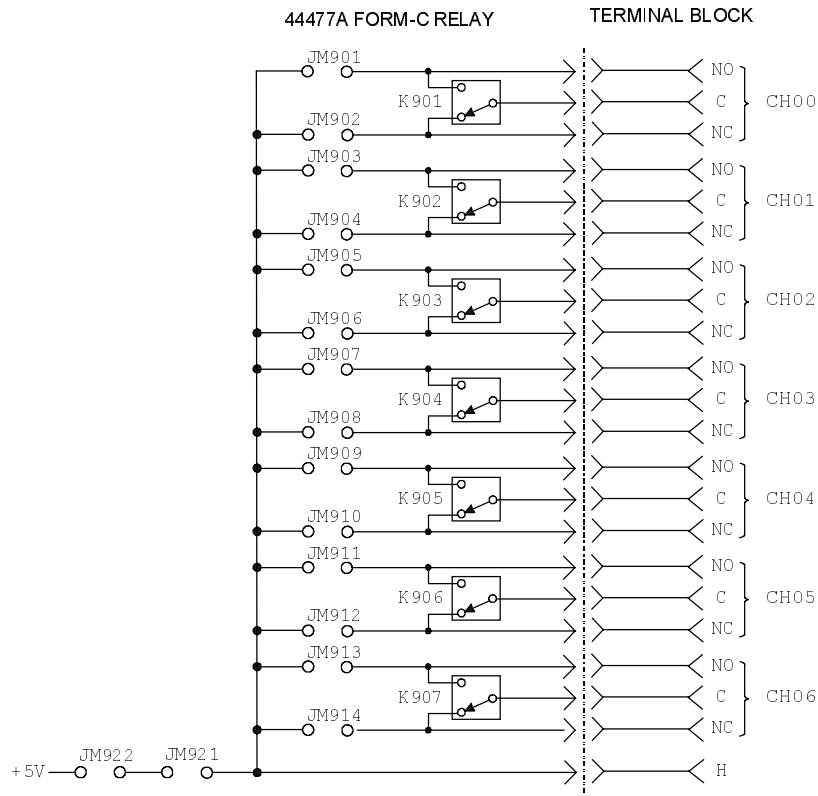 44477A FORM-C RELAY
TERMINAL BLOCK
JM901
NO
K901
C
CH00
JM902
NC
JM903
NO
K902
C
CH01
JM904
NC
JM905
NO
K903
C
CH02
JM906
NC
JM907
NO
K904
C
CH03
JM908
NC
JM909
NO
K905
C
CH04
JM910
NC
JM911
NO
K906
C
CH05
JM912
NC
JM913
NO
K907
C
CH06
JM914
NC
+5V
JM922
JM921
H